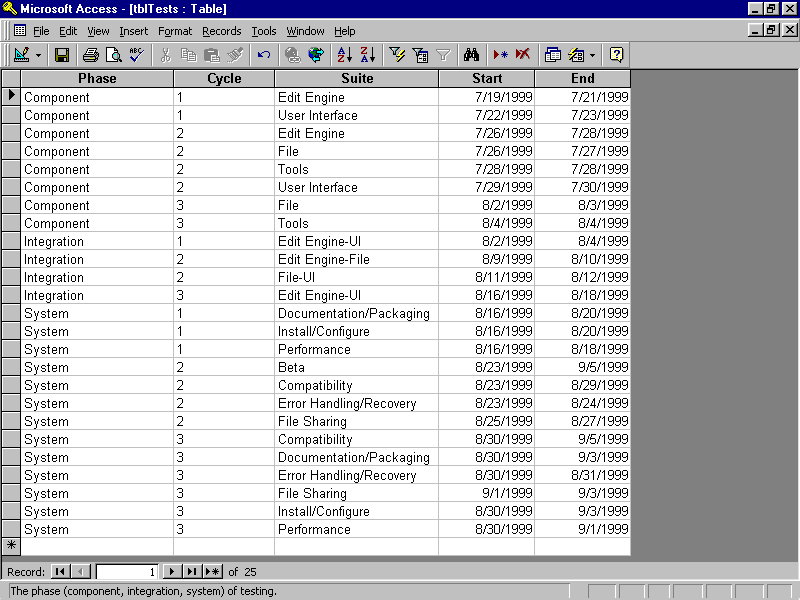 Microsoft Access - [tblTests : Table]
File Edit View Insert Format Records Tools Window Help
Phase Cycle Suite Start End
Component 1 Edit Engine 7/19/1999 7/21/1999
Component 1 User Interface 7/22/1999 7/23/1999
Component 2 Edit Engine 7/26/1999 7/28/1999
Component 2 File 7/26/1999 7/27/1999
Component 2 Tools 7/28/1999 7/28/1999
Component 2 User Interface 7/29/1999 7/30/1999
Component 3 File 8/2/1999 8/3/1999
Component 3 Tools 8/4/1999 8/4/1999
Integration 1 Edit Engine-UI 8/2/1999 8/4/1999
Integration 2 Edit Engine-File 8/9/1999 8/10/1999
Integration 2 File-UI 8/11/1999 8/12/1999
Integration 3 Edit Engine-UI 8/16/1999 8/18/1999
System 1 Documentation/Packaging 8/16/1999 8/20/1999
System 1 Install/Configure 8/16/1999 8/20/1999
System 1 Performance 8/16/1999 8/18/1999
System 2 Beta 8/23/1999 9/5/1999
System 2 Compatibility 8/23/1999 8/29/1999
System 2 Error Handling/Recovery 8/23/1999 8/24/1999
System 2 File Sharing 8/25/1999 8/27/1999
System 3 Compatibility 8/30/1999 9/5/1999
System 3 Documentation/Packaging 8/30/1999 9/3/1999
System 3 Error Handling/Recovery 8/30/1999 8/31/1999
System 3 File Sharing 9/1/1999 9/3/1999
System 3 Install/Configure 8/30/1999 9/3/1999
System 3 Performance 8/30/1999 9/1/1999
Record: 1 of 25
The phase (component, integration, system) of testing.